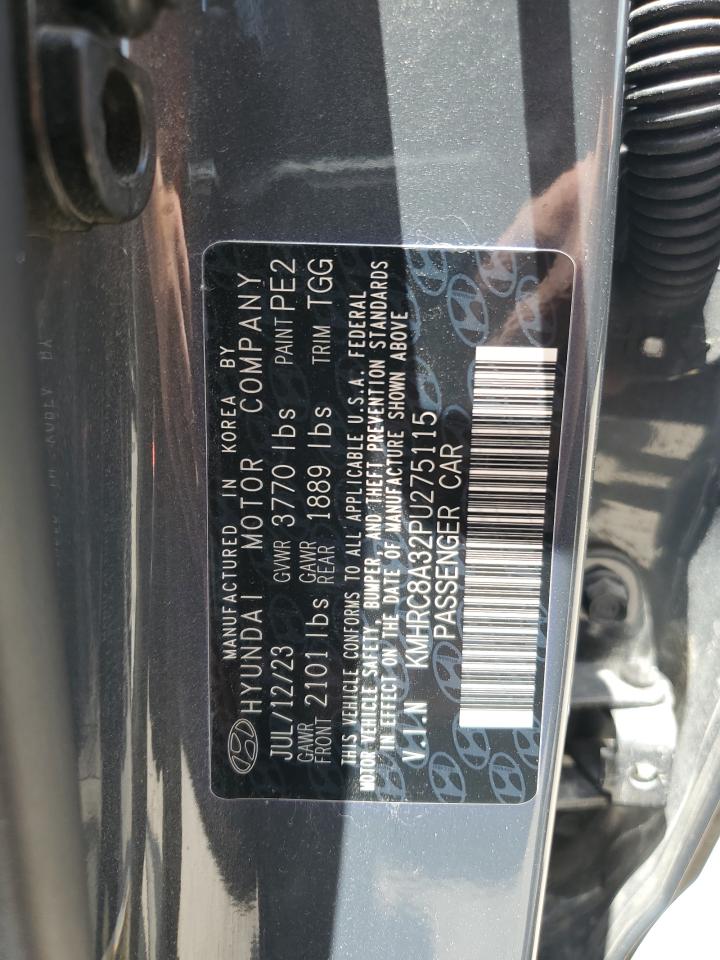 MANUFACTURED IN KOREA BY
HYUNDAI MOTOR COMPANY
JUL/12/23 GVWR 3770 lbs PAINT PE2
GAWR FRONT 2101 lbs GAWR REAR 1889 lbs TRIM TGG
THIS VEHICLE CONFORMS TO ALL APPLICABLE U.S.A. FEDERAL
MOTOR VEHICLE SAFETY, BUMPER, AND THEFT PREVENTION STANDARDS
IN EFFECT ON THE DATE OF MANUFACTURE SHOWN ABOVE
V.I.N KMHRC8A32PU275115
PASSENGER CAR